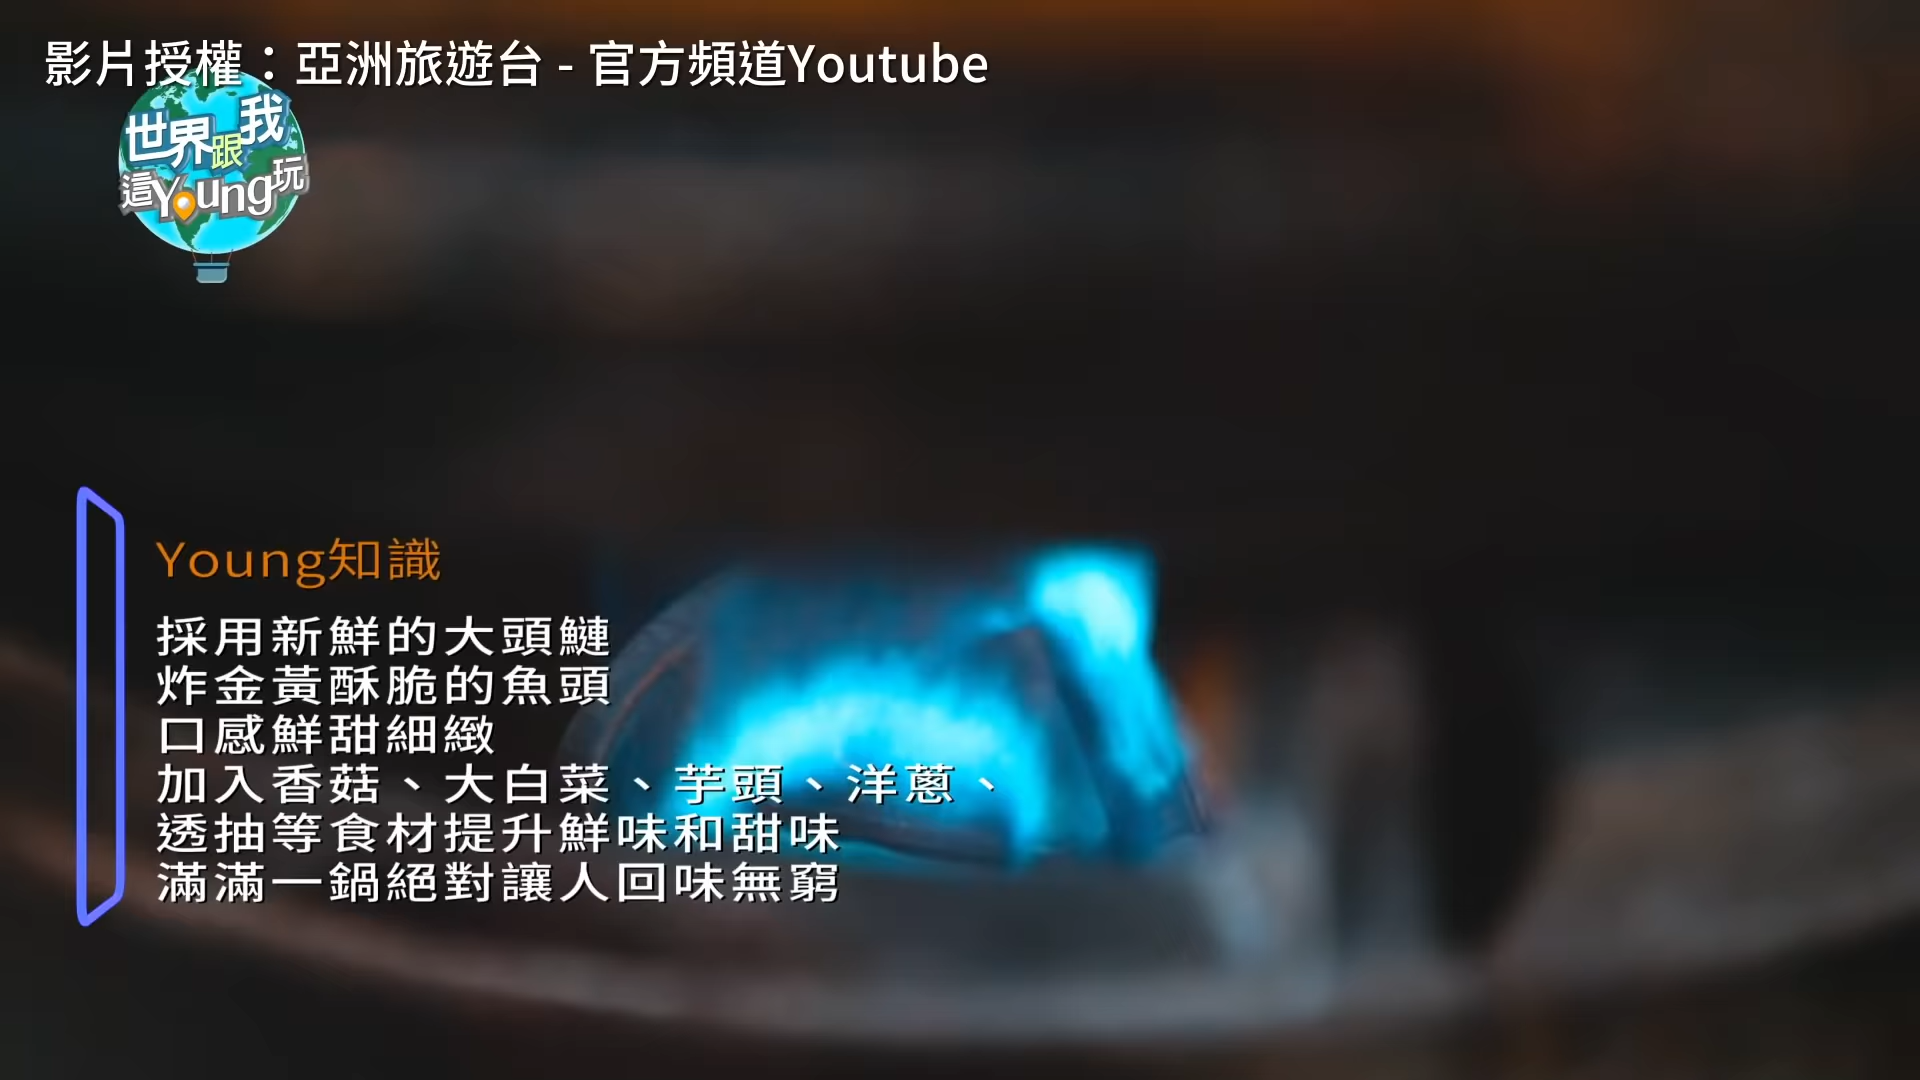 影片授權：亞洲旅遊台 - 官方頻道Youtube
世界跟我
這Young玩
Young知識
採用新鮮的大頭鰱
炸金黃酥脆的魚頭
口感鮮甜細緻
加入香菇、大白菜、芋頭、洋蔥、
透抽等食材提升鮮味和甜味
滿滿一鍋絕對讓人回味無窮